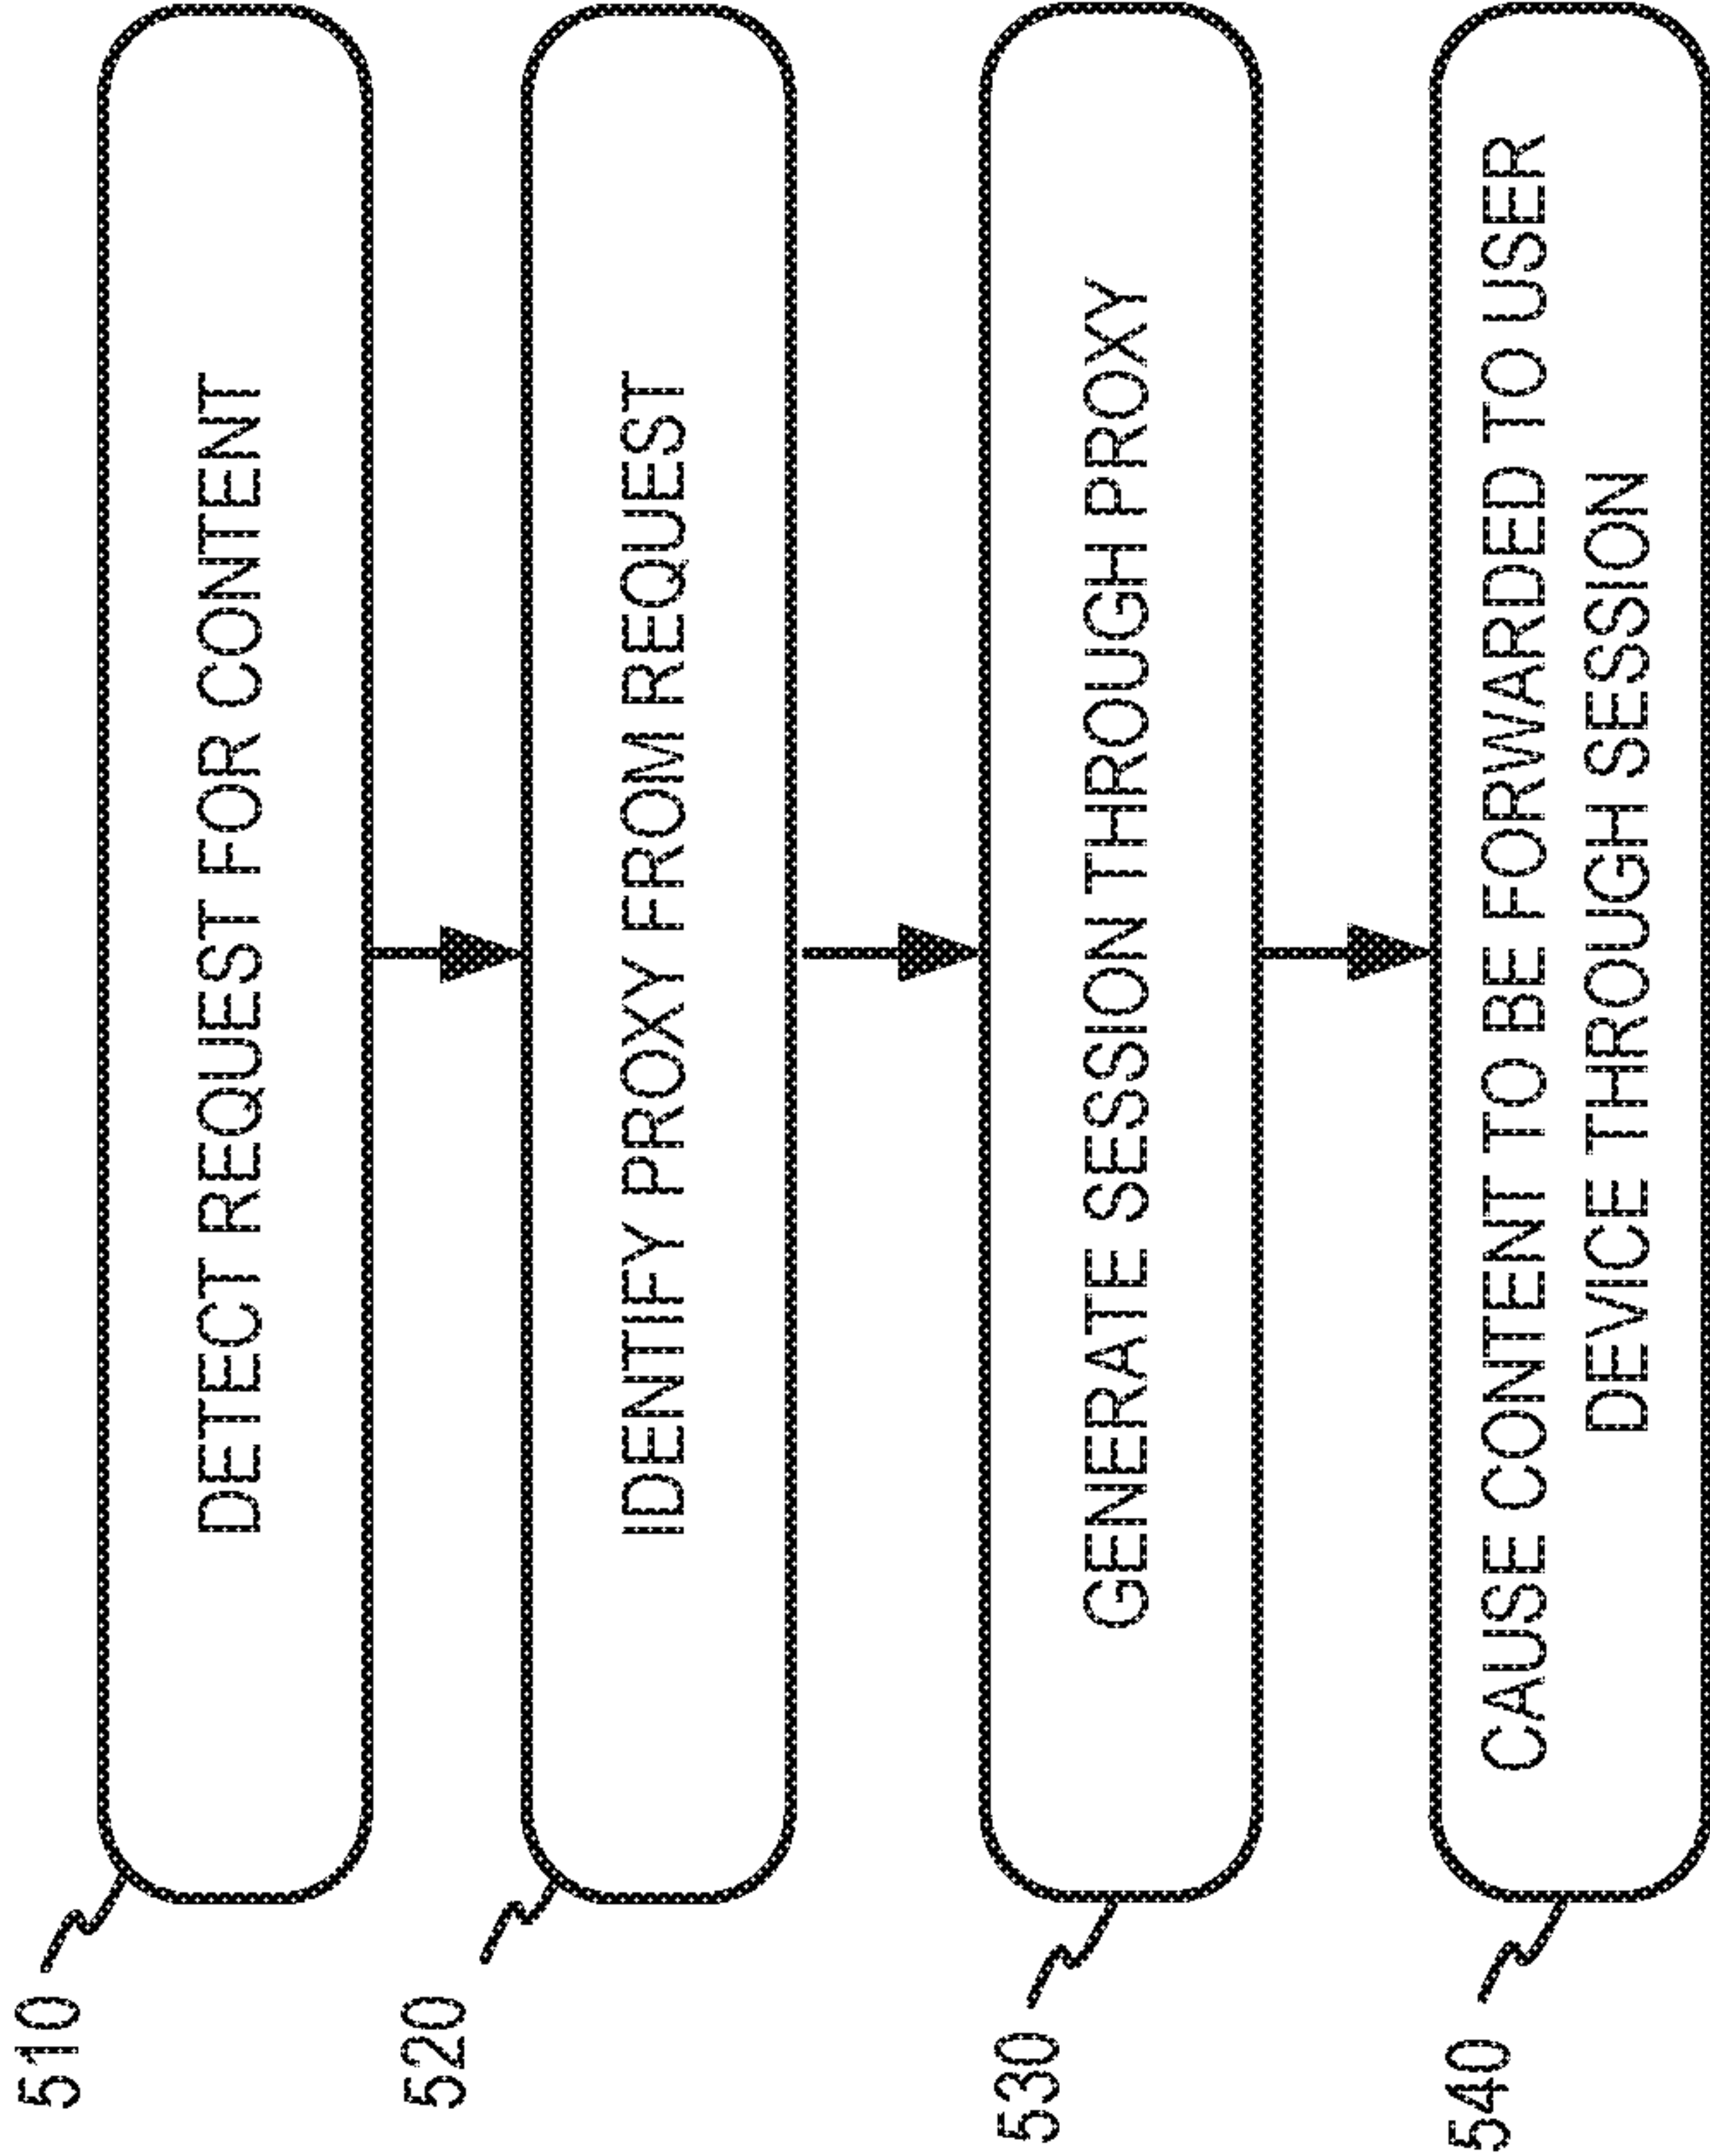 510
DETECT REQUEST FOR CONTENT
520
IDENTIFY PROXY FROM REQUEST
530
GENERATE SESSION THROUGH PROXY
540
CAUSE CONTENT TO BE FORWARDED TO USER
DEVICE THROUGH SESSION